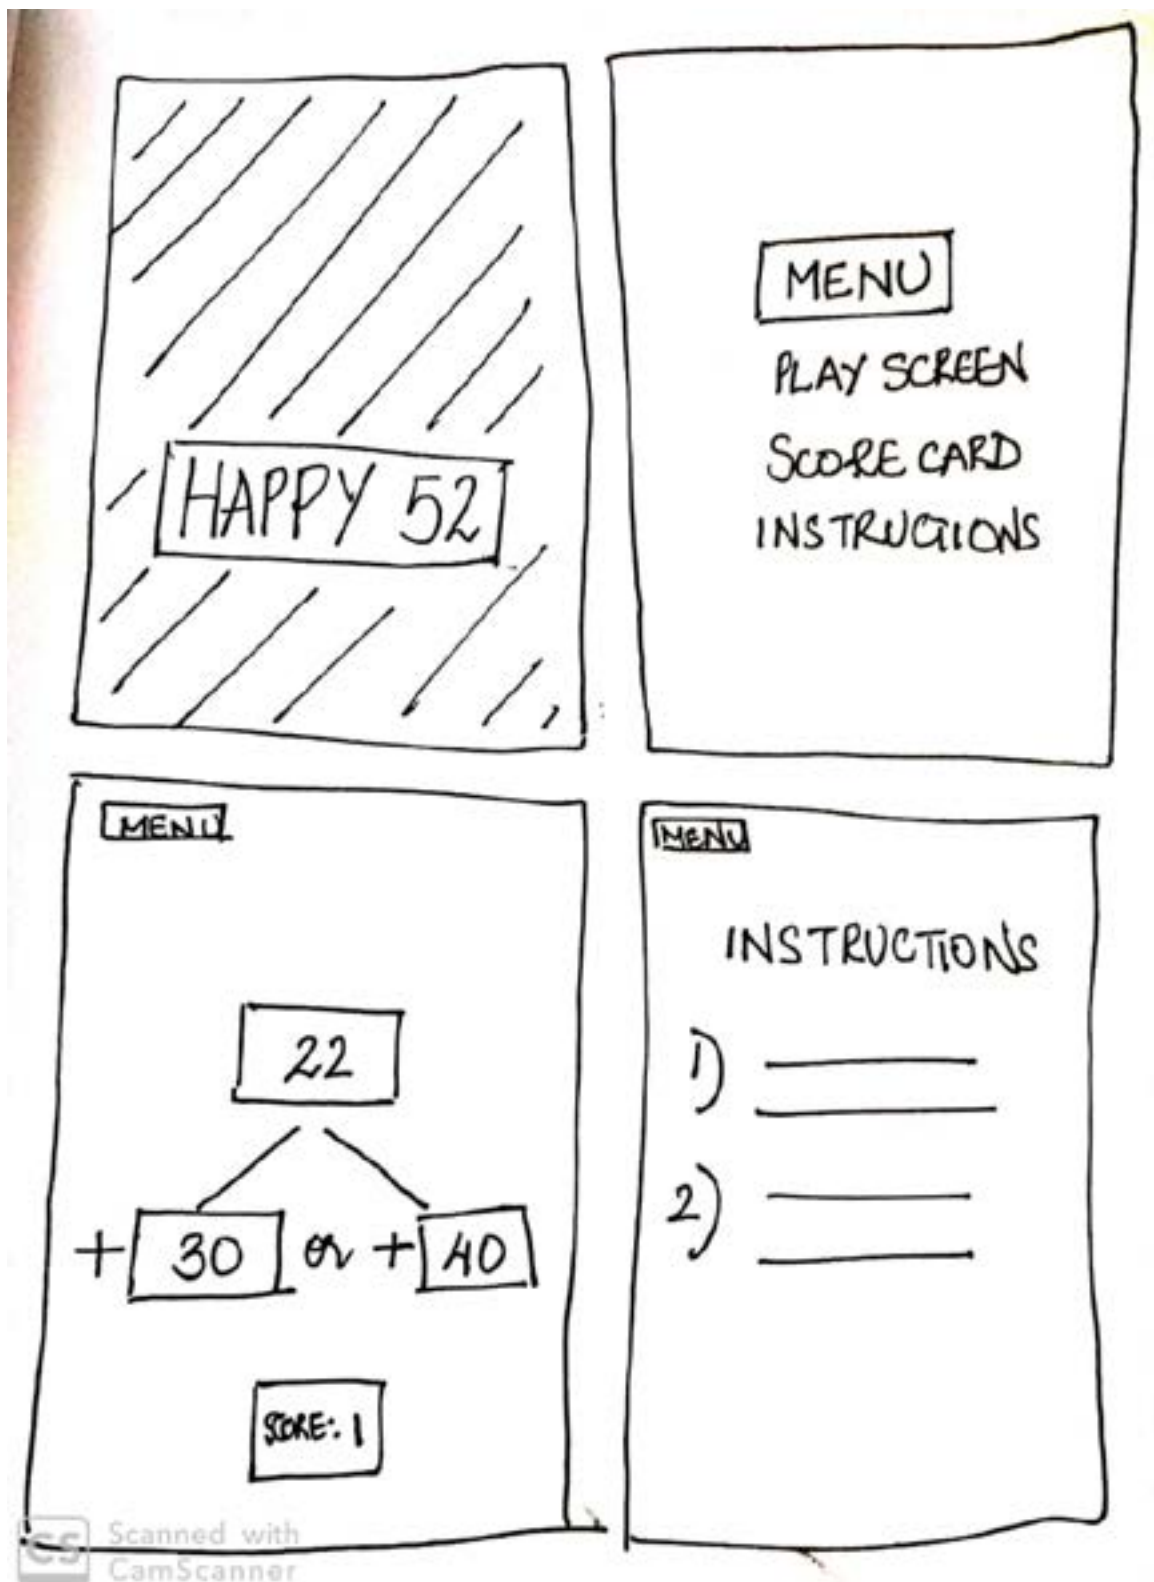 HAPPY 52
MENU
PLAY SCREEN
SCORE CARD
INSTRUCTIONS
MENU
22
+ 30 or + 40
SCORE: 1
MENU
INSTRUCTIONS
1)
2)
CS Scanned with
CamScanner